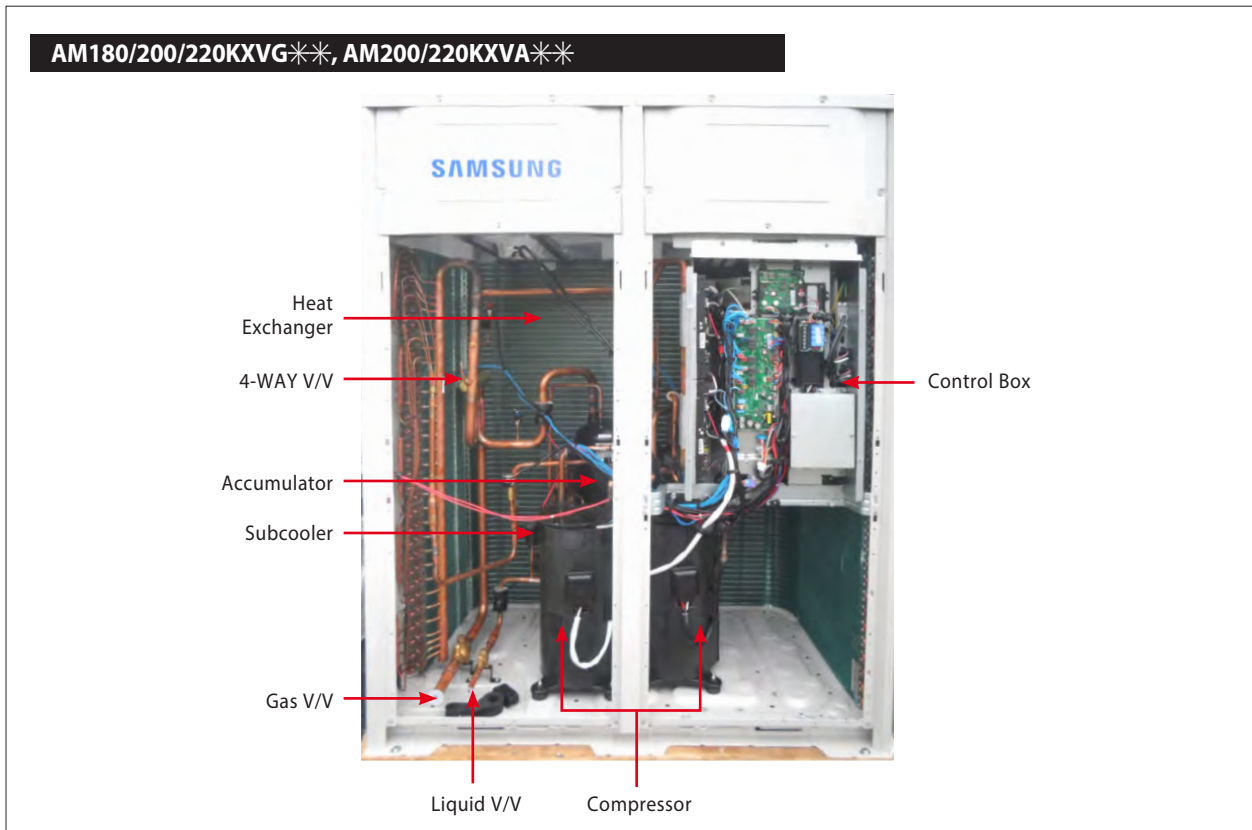 AM180/200/220KXVG✳✳, AM200/220KXVA✳✳
SAMSUNG
Heat
Exchanger
4-WAY V/V
Control Box
Accumulator
Subcooler
Gas V/V
Liquid V/V
Compressor